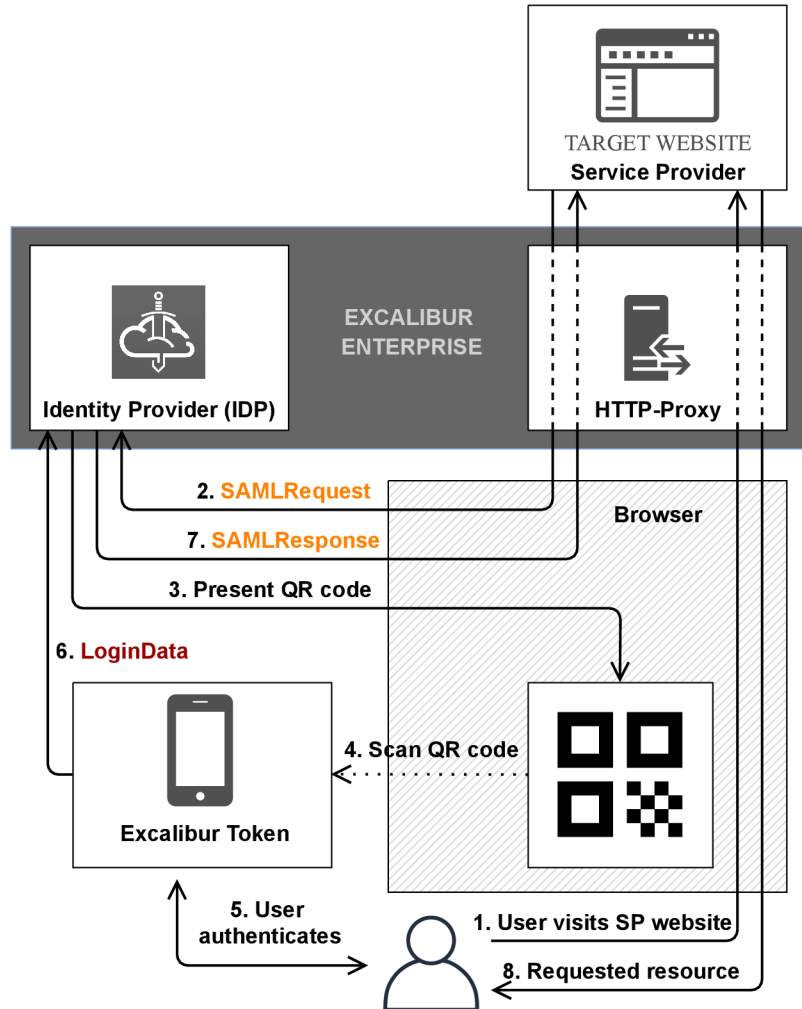 TARGET WEBSITE
Service Provider
EXCALIBUR
ENTERPRISE
Identity Provider (IDP)
HTTP-Proxy
2. SAMLRequest
Browser
7. SAMLResponse
3. Present QR code
6. LoginData
4. Scan QR code
Excalibur Token
5. User
authenticates
1. User visits SP website
8. Requested resource